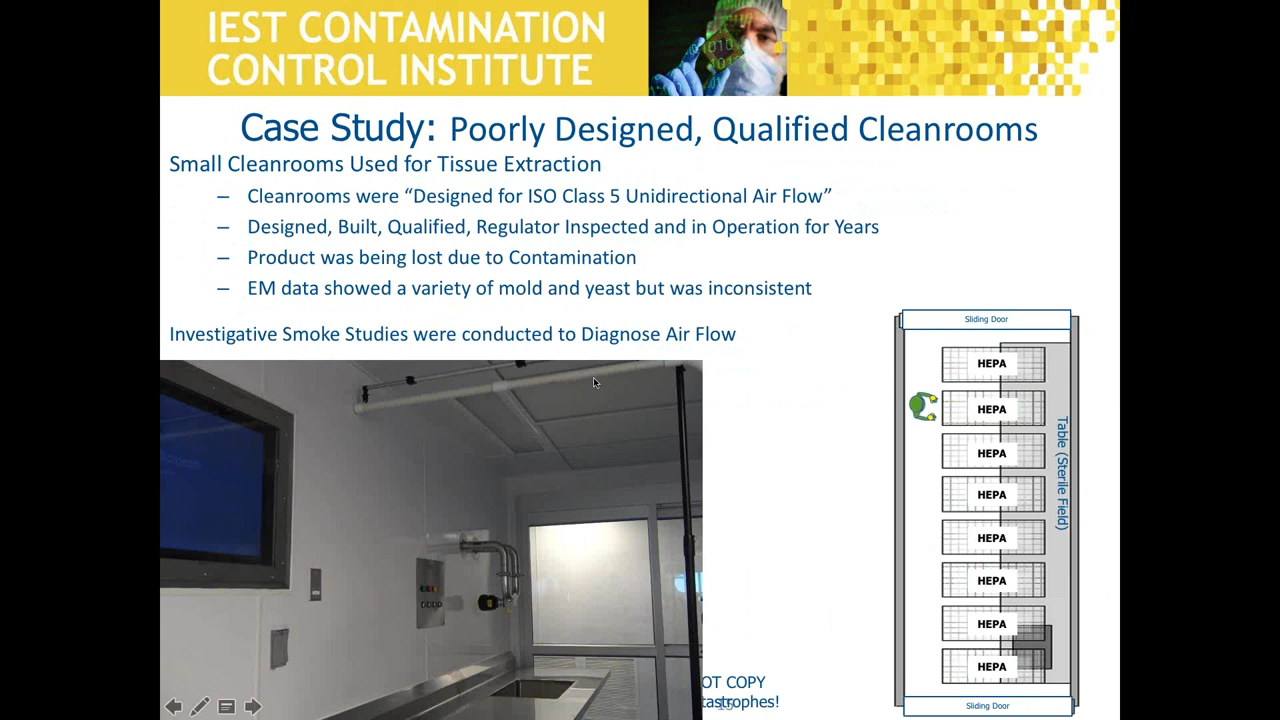 IEST CONTAMINATION
CONTROL INSTITUTE
Case Study: Poorly Designed, Qualified Cleanrooms
Small Cleanrooms Used for Tissue Extraction
– Cleanrooms were “Designed for ISO Class 5 Unidirectional Air Flow”
– Designed, Built, Qualified, Regulator Inspected and in Operation for Years
– Product was being lost due to Contamination
– EM data showed a variety of mold and yeast but was inconsistent
Investigative Smoke Studies were conducted to Diagnose Air Flow
Sliding Door
HEPA
HEPA
HEPA
HEPA
HEPA
HEPA
HEPA
HEPA
Table (Sterile Field)
Sliding Door
OT COPY
tastrophes!
15